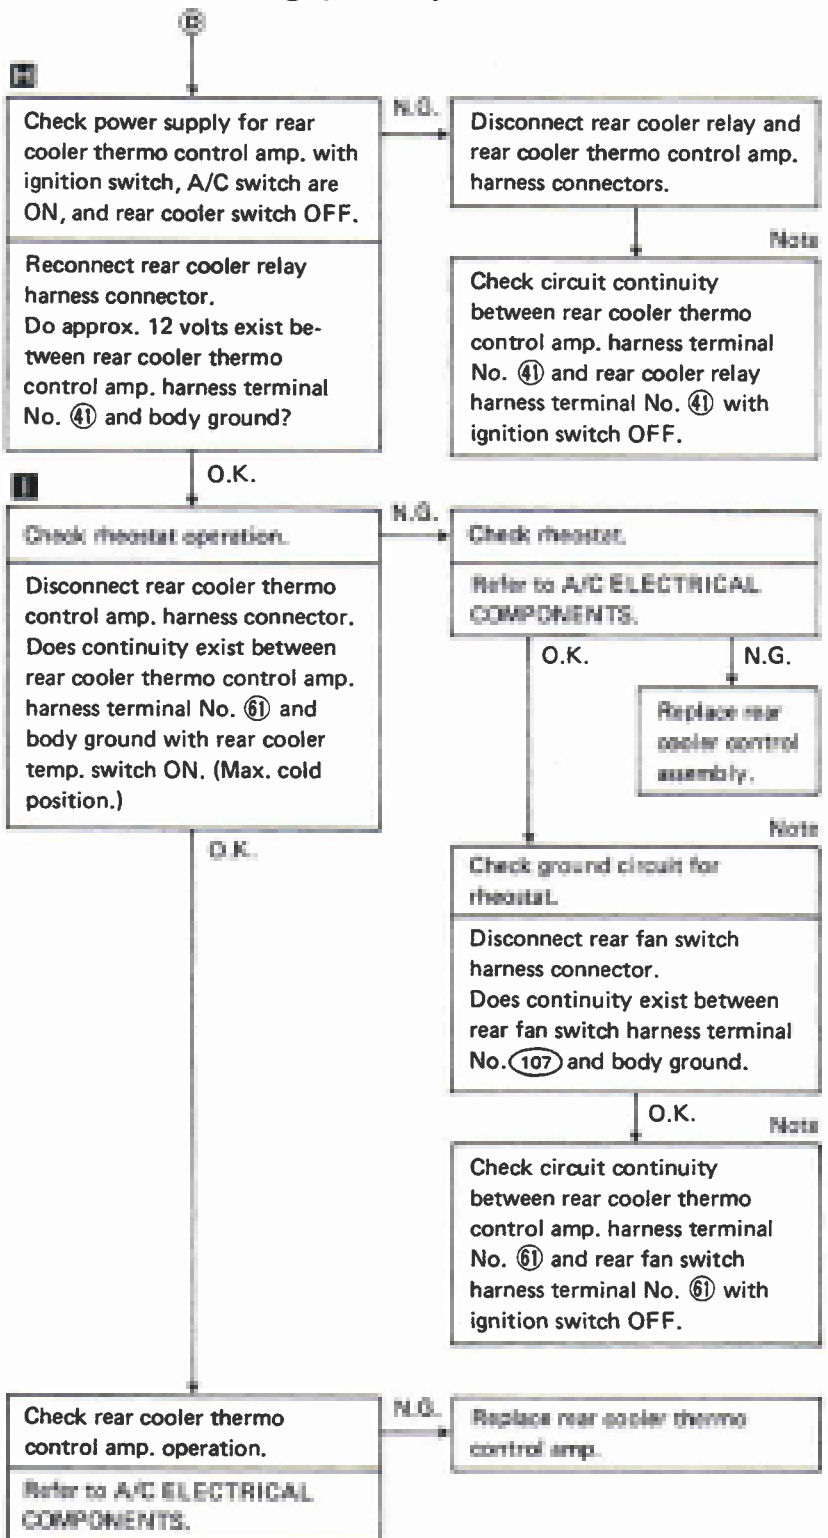 H
N.G.
Check power supply for rear
cooler thermo control amp. with
ignition switch, A/C switch are
ON, and rear cooler switch OFF.
Reconnect rear cooler relay
harness connector.
Do approx. 12 volts exist be-
tween rear cooler thermo
control amp. harness terminal
No. ㊶ and body ground?
Disconnect rear cooler relay and
rear cooler thermo control amp.
harness connectors.
Note
Check circuit continuity
between rear cooler thermo
control amp. harness terminal
No. ㊶ and rear cooler relay
harness terminal No. ㊶ with
ignition switch OFF.
O.K.
I
N.G.
Check rheostat operation.
Disconnect rear cooler thermo
control amp. harness connector.
Does continuity exist between
rear cooler thermo control amp.
harness terminal No. (61) and
body ground with rear cooler
temp. switch ON. (Max. cold
position.)
Check rheostat.
Refer to A/C ELECTRICAL
COMPONENTS.
O.K.
N.G.
Replace rear
cooler control
assembly.
O.K.
Note
Check ground circuit for
rheostat.
Disconnect rear fan switch
harness connector.
Does continuity exist between
rear fan switch harness terminal
No. (107) and body ground.
O.K.
Note
Check circuit continuity
between rear cooler thermo
control amp. harness terminal
No. (61) and rear fan switch
harness terminal No. (61) with
ignition switch OFF.
Check rear cooler thermo
control amp. operation.
Refer to A/C ELECTRICAL
COMPONENTS.
N.G.
Replace rear cooler thermo
control amp.